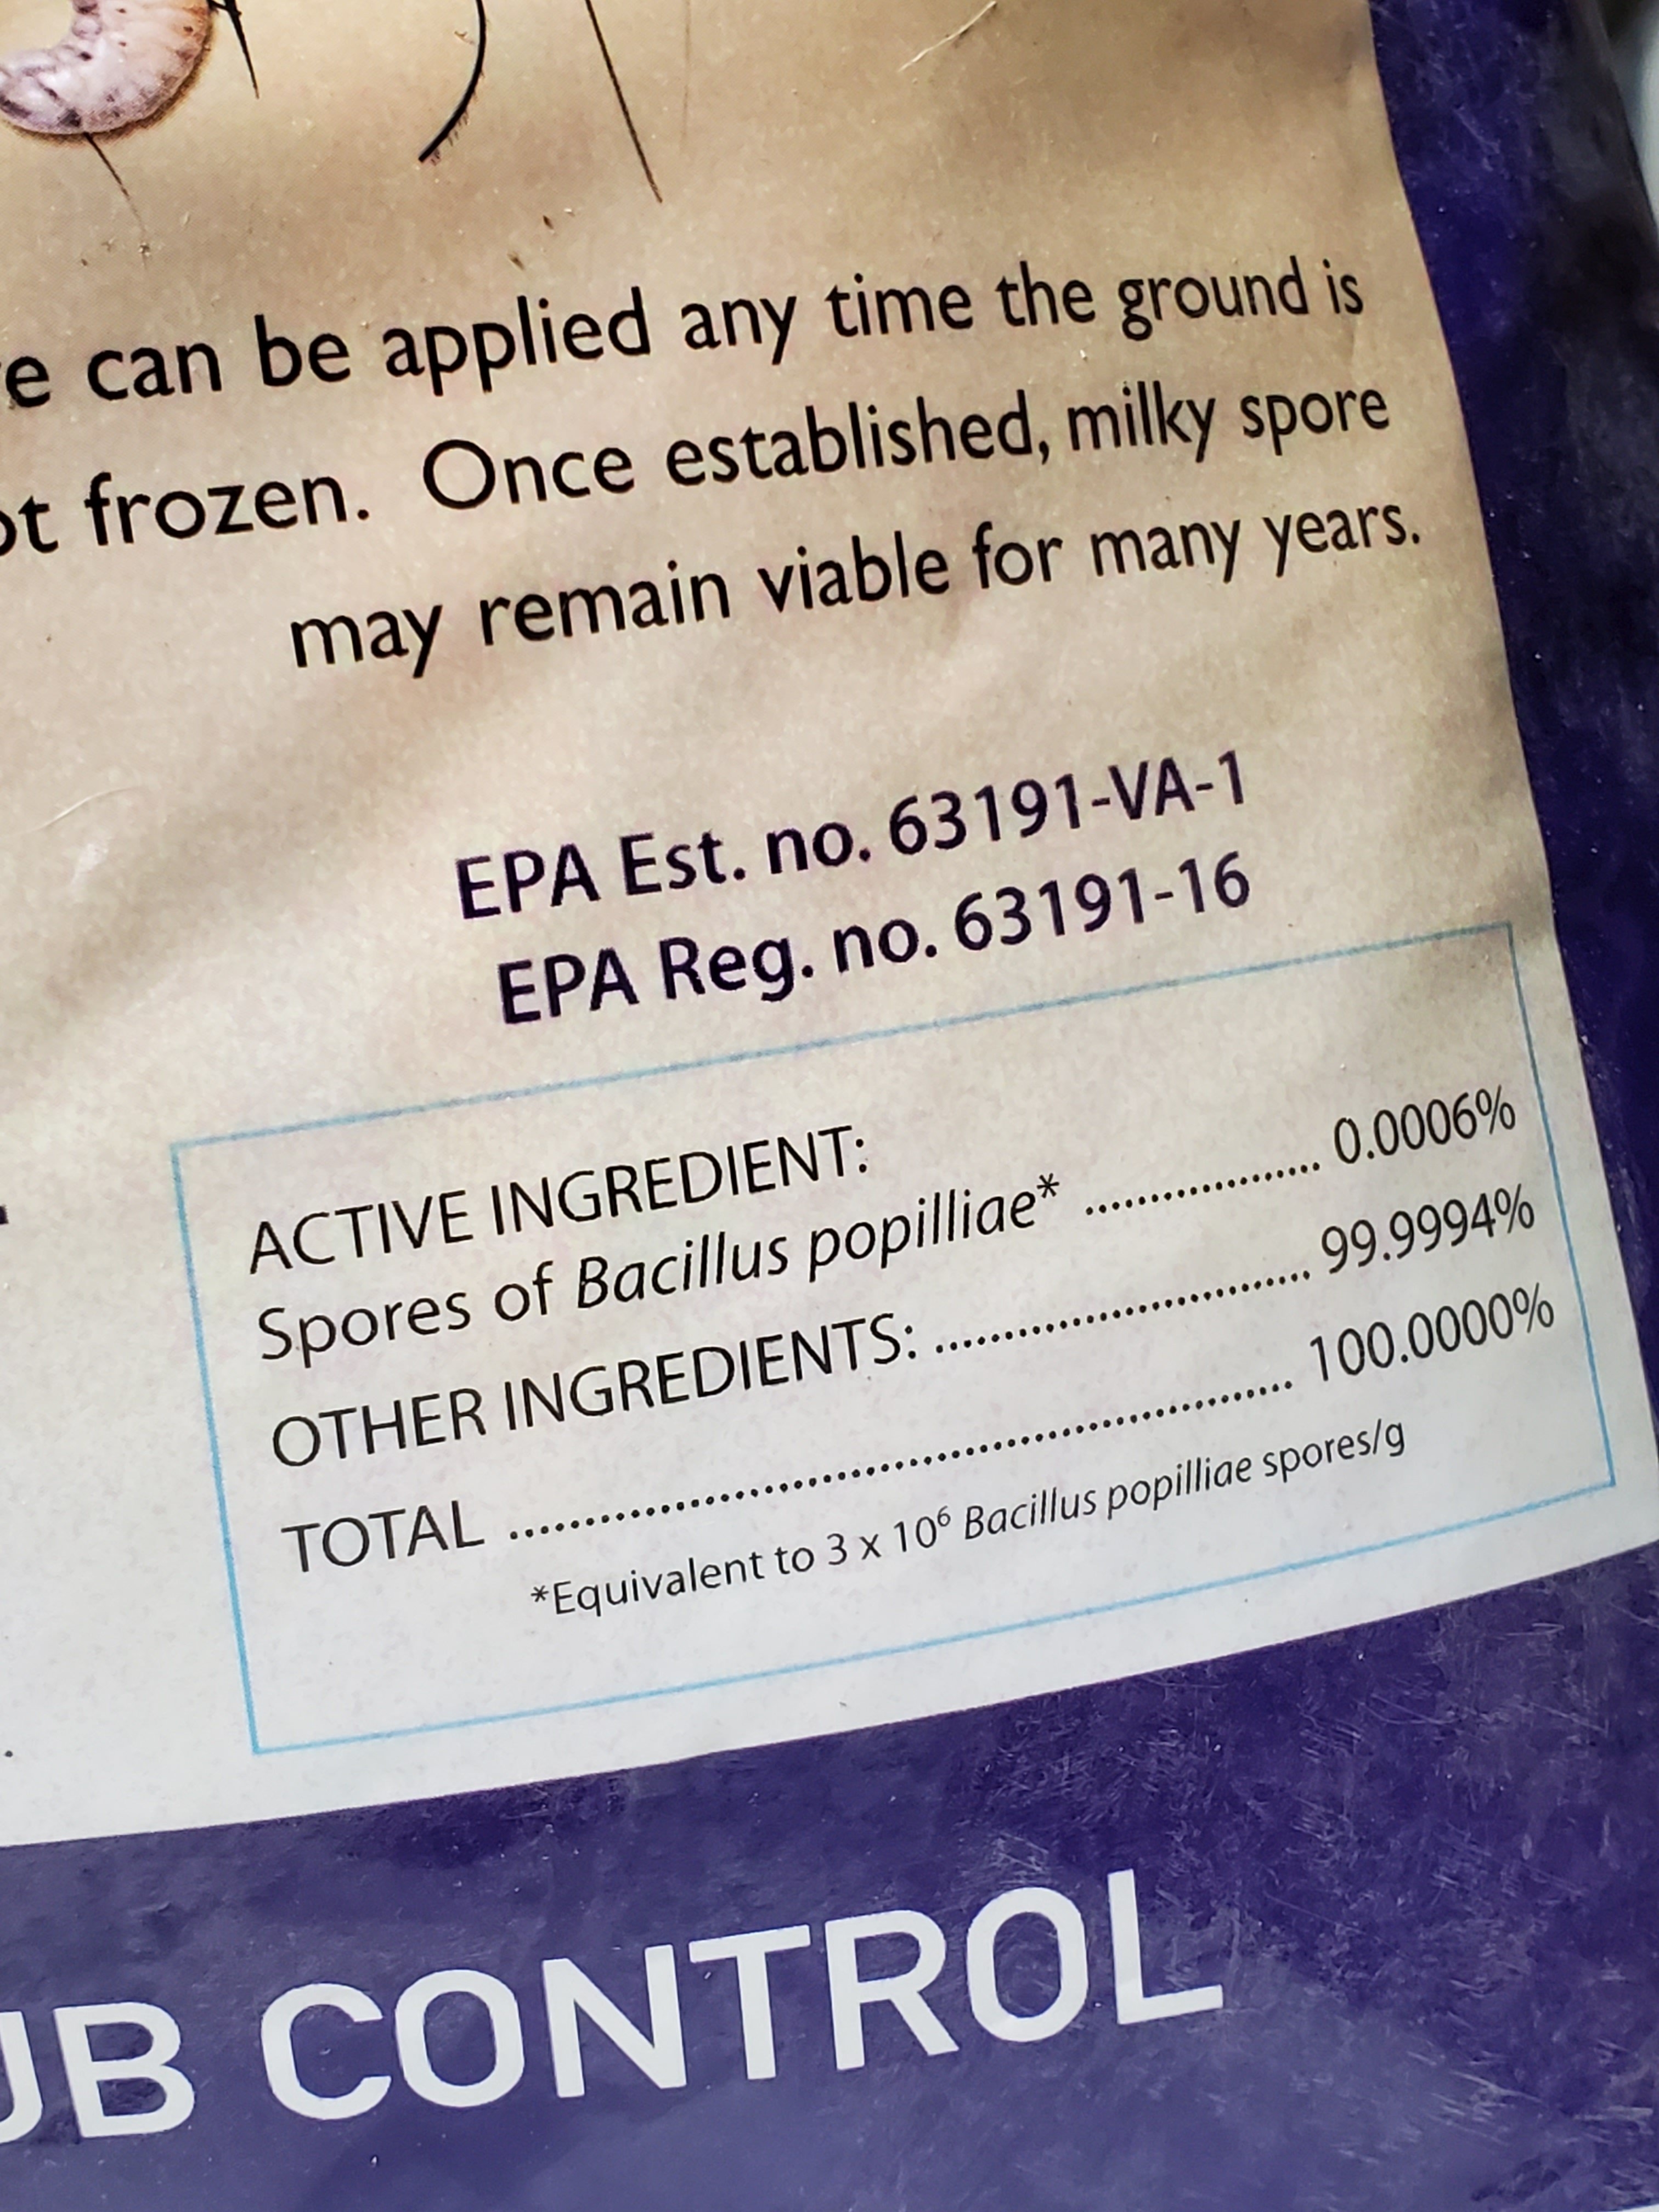 can be applied any time the ground is
frozen. Once established, milky spore
may remain viable for many years.
EPA Est. no. 63191-VA-1
EPA Reg. no. 63191-16
ACTIVE INGREDIENT:
Spores of Bacillus popilliae* .................... 0.0006%
OTHER INGREDIENTS: ................................ 99.9994%
TOTAL ................................................................ 100.0000%
*Equivalent to 3 x 10⁶ Bacillus popilliae spores/g
CONTROL